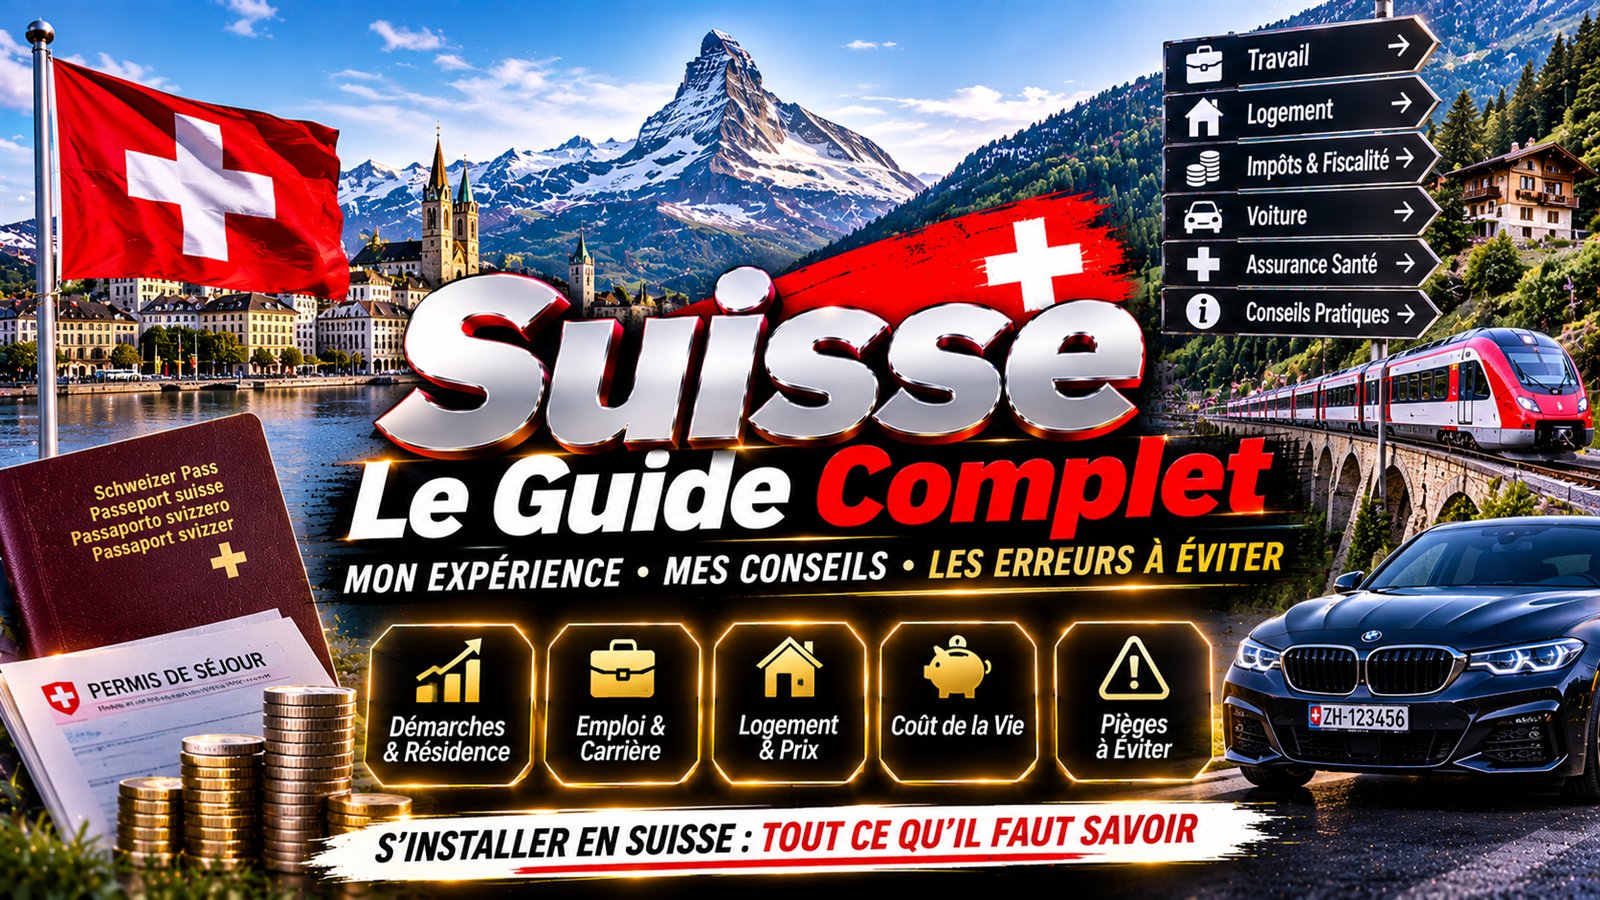 Travail
Logement
Impôts & Fiscalité
Voiture
Assurance Santé
i
Conseils Pratiques
Suisse
Le Guide Complet
MON EXPÉRIENCE • MES CONSEILS • LES ERREURS À ÉVITER
Schweizer Pass
Passeport suisse
Passaporto svizzero
Passaport svizzer
PERMIS DE SÉJOUR
Démarches
& Résidence
Emploi &
Carrière
Logement
& Prix
Coût de la Vie
Pièges
à Éviter
ZH-123456
S'INSTALLER EN SUISSE : TOUT CE QU'IL FAUT SAVOIR